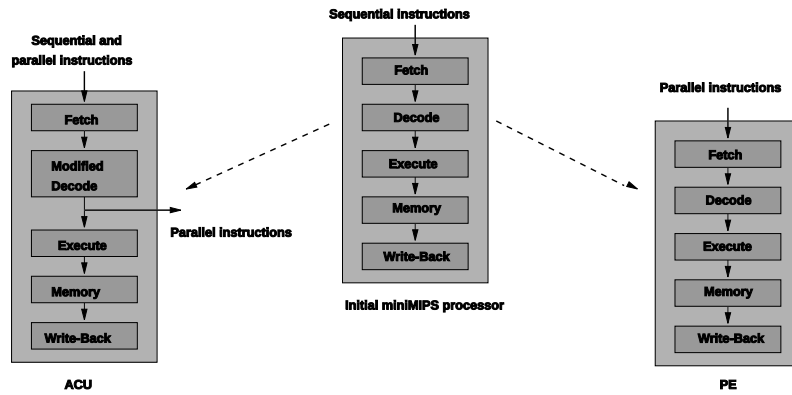 Sequential and
parallel instructions
Fetch
Modified
Decode
Parallel instructions
Execute
Memory
Write-Back
ACU
Sequential instructions
Fetch
Decode
Execute
Memory
Write-Back
Initial miniMIPS processor
Parallel instructions
Fetch
Decode
Execute
Memory
Write-Back
PE